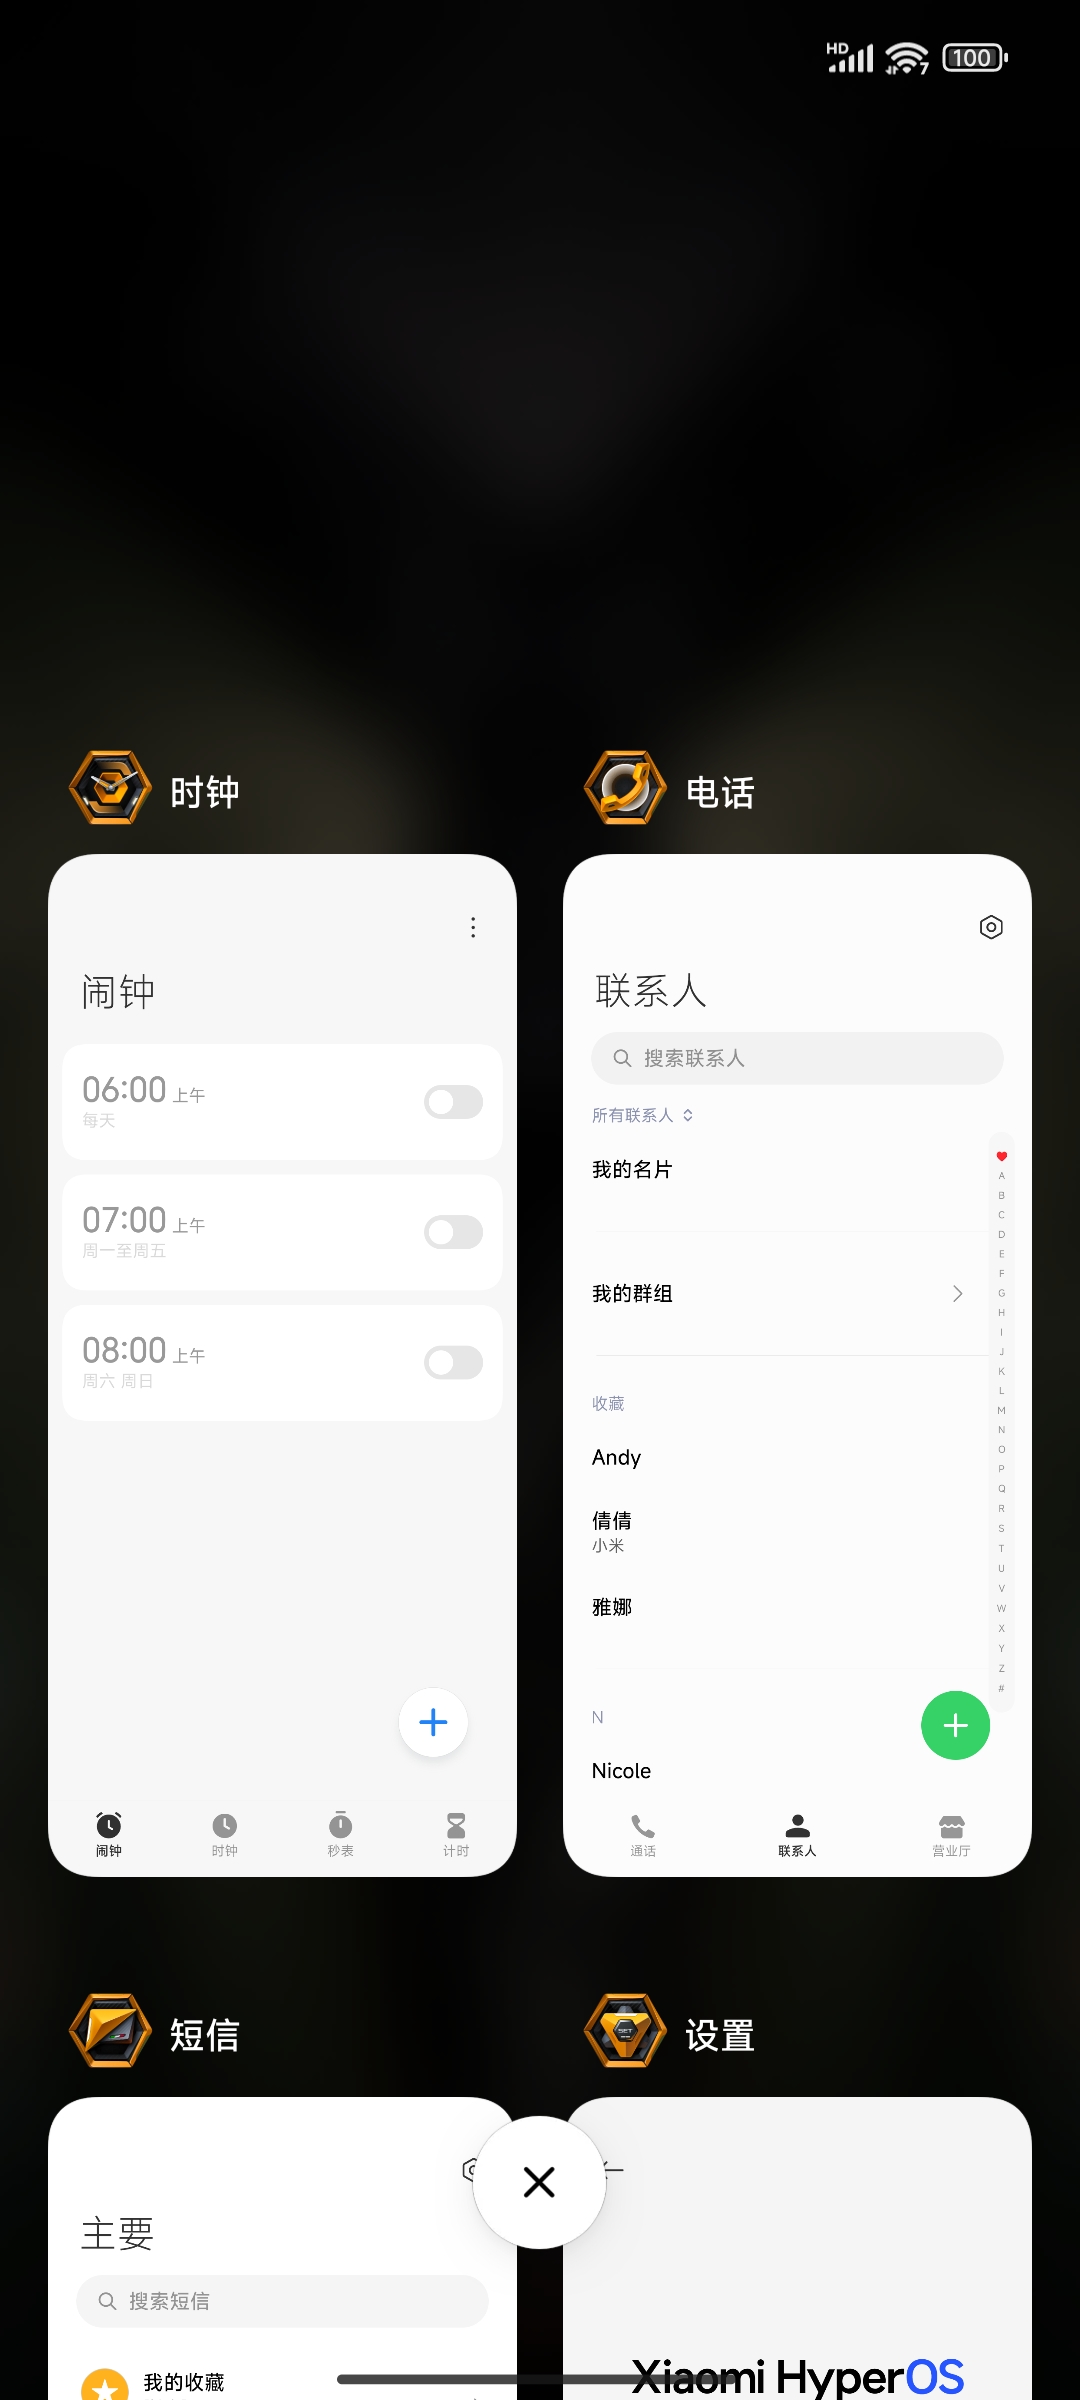 HD 7 100
时钟
电话
闹钟
06:00 上午
每天
07:00 上午
周一至周五
08:00 上午
周六 周日
闹钟 时钟 秒表 计时
联系人
搜索联系人
所有联系人
我的名片
我的群组
收藏
Andy
倩倩
小米
雅娜
N
Nicole
A
B
C
D
E
F
G
H
I
J
K
L
M
N
O
P
Q
R
S
T
U
V
W
X
Y
Z
#
通话 联系人 营业厅
短信
设置
主要
搜索短信
我的收藏
Xiaomi HyperOS